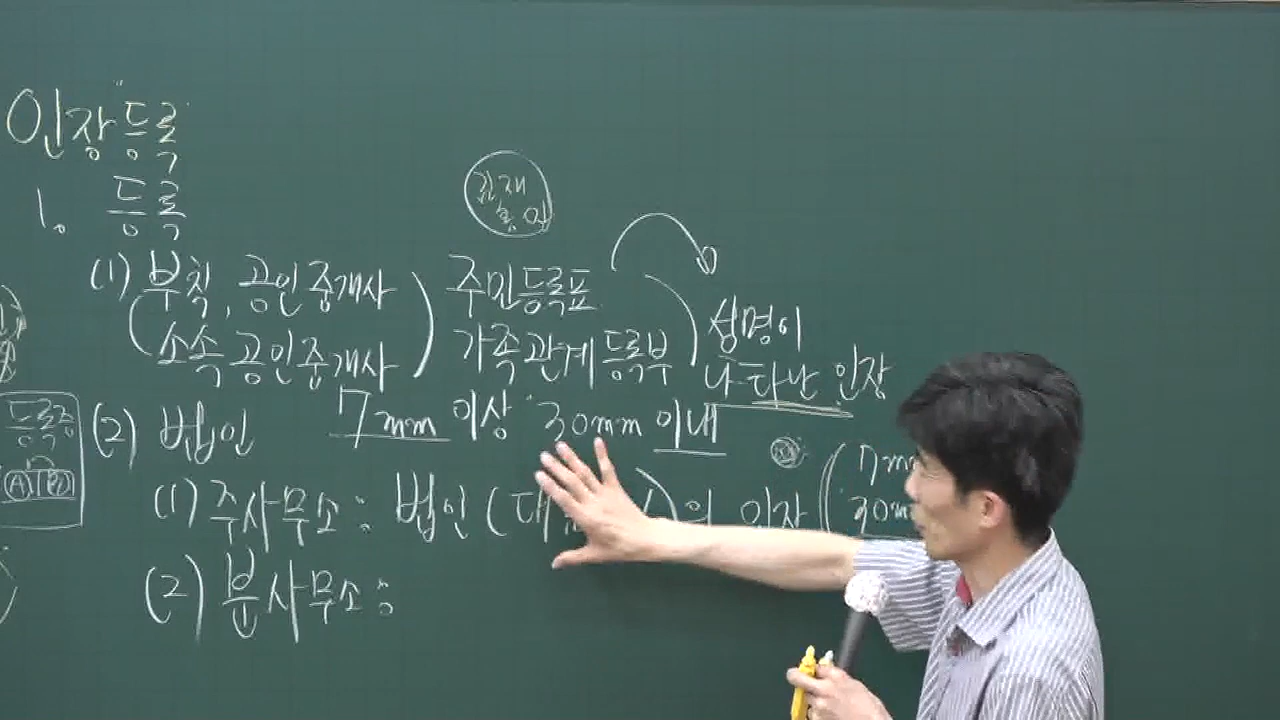 인장등록
1. 등록
(1) 부칙, 공인중개사
소속공인중개사
주민등록표
가족관계등록부
성명이
나타난 인장
7mm 이상 30mm 이내
(2) 법인
(1) 주사무소 : 법인(대
의 인장
7mm
30mm
(2) 분사무소 :
등록증